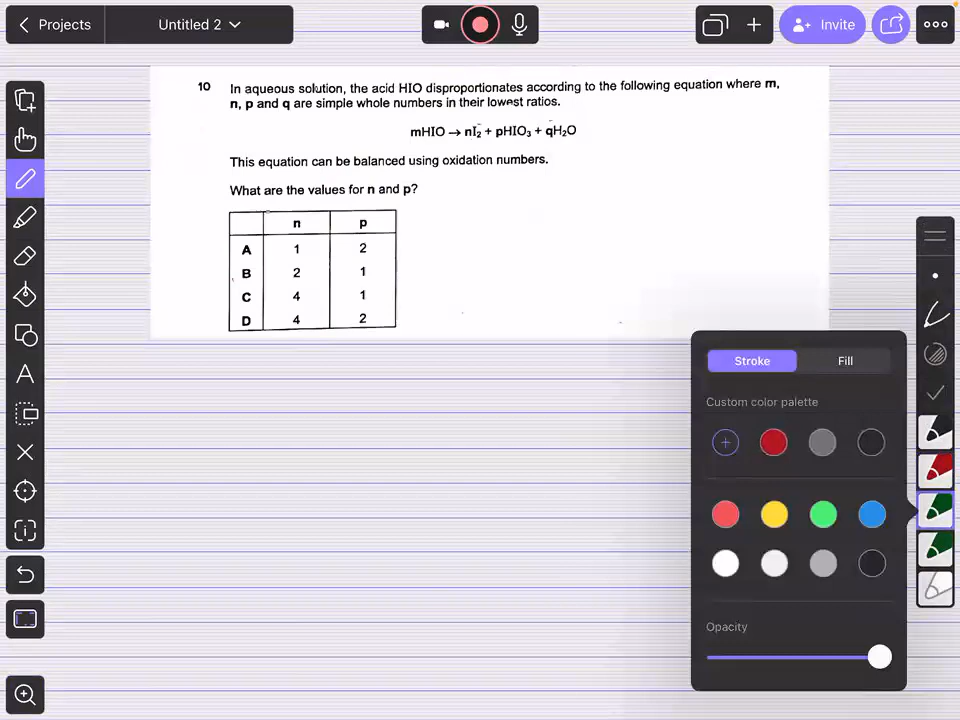 Projects
Untitled 2
Invite
10 In aqueous solution, the acid HIO disproportionates according to the following equation where m,
n, p and q are simple whole numbers in their lowest ratios.
mHIO → nI₂ + pHIO₃ + qH₂O
This equation can be balanced using oxidation numbers.
What are the values for n and p?
n p
A 1 2
B 2 1
C 4 1
D 4 2
Stroke Fill
Custom color palette
Opacity